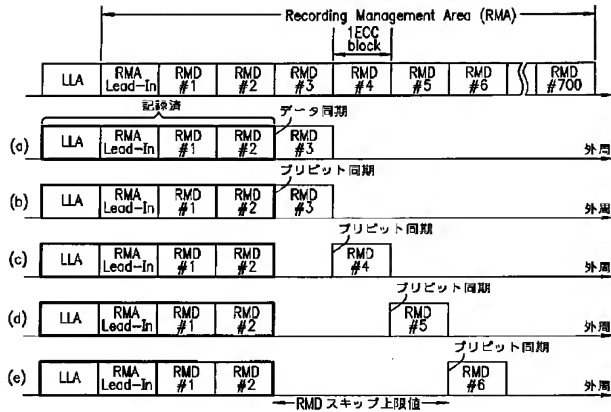 Recording Management Area (RMA)
1ECC
block
LLA
RMA
Lead-In
RMD
#1
RMD
#2
RMD
#3
RMD
#4
RMD
#5
RMD
#6
RMD
#700
記録済
データ同期
(a)
LLA
RMA
Lead-In
RMD
#1
RMD
#2
RMD
#3
外周
プリピット同期
(b)
LLA
RMA
Lead-In
RMD
#1
RMD
#2
RMD
#3
外周
プリピット同期
(c)
LLA
RMA
Lead-In
RMD
#1
RMD
#2
RMD
#4
外周
プリピット同期
(d)
LLA
RMA
Lead-In
RMD
#1
RMD
#2
RMD
#5
外周
プリピット同期
(e)
LLA
RMA
Lead-In
RMD
#1
RMD
#2
RMD
#6
外周
RMDスキップ上限値